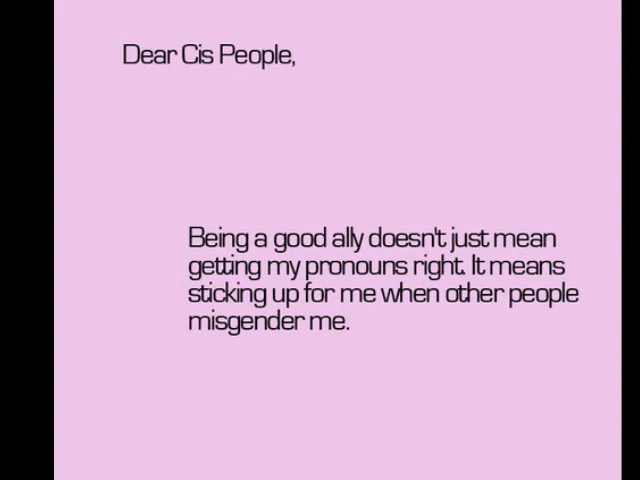 Dear Cis People,
Being a good ally doesn't just mean
getting my pronouns right. It means
sticking up for me when other people
misgender me.